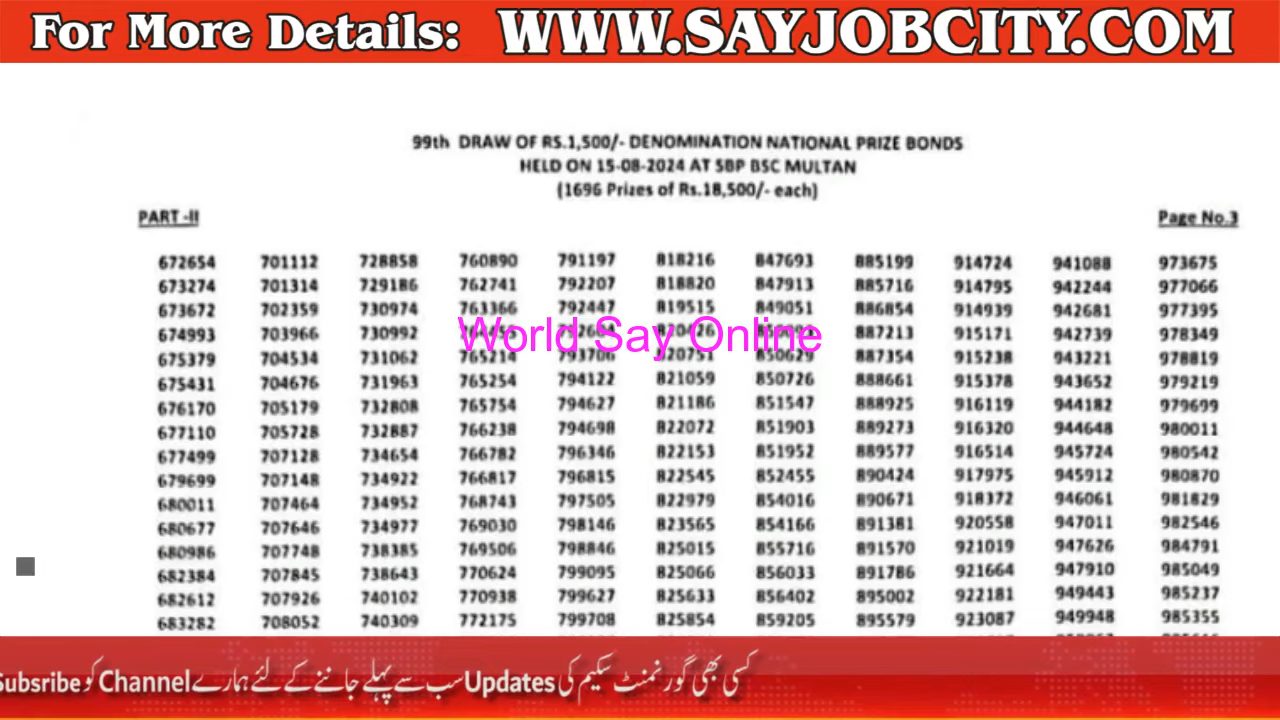 For More Details: WWW.SAYJOBCITY.COM
99th DRAW OF RS.1,500/- DENOMINATION NATIONAL PRIZE BONDS
HELD ON 15-08-2024 AT SBP BSC MULTAN
(1696 Prizes of Rs.18,500/- each)
PART -II Page No.3
672654 701112 728858 760890 791197 818216 847693 885199 914724 941088 973675
673274 701314 729186 762741 792207 818820 847913 885716 914795 942244 977066
673672 702359 730974 763366 792447 819515 849051 886854 914939 942681 977395
674993 703966 730992 820426 887213 915171 942739 978349
World Say Online
675379 704534 731062 765214 793706 820751 850629 887354 915238 943221 978819
675431 704676 731963 765254 794122 821059 850726 888661 915378 943652 979219
676170 705179 732808 765754 794627 821186 851547 888925 916119 944182 979699
677110 705728 732887 766238 794698 822072 851903 889273 916320 944648 980011
677499 707128 734654 766782 796346 822153 851952 889577 916514 945724 980542
679699 707148 734922 766817 796815 822545 852455 890424 917975 945912 980870
680011 707464 734952 768743 797505 822979 854016 890671 918372 946061 981829
680677 707646 734977 769030 798146 823565 854166 891381 920558 947011 982546
680986 707748 738385 769506 798846 825015 855716 891570 921019 947626 984791
682384 707845 738643 770624 799095 825066 856033 891786 921664 947910 985049
682612 707926 740102 770938 799627 825633 856402 895002 922181 949443 985237
683282 708052 740309 772175 799708 825854 859205 895579 923087 949948 985355
کسی بھی گورنمنٹ سکیم کی Updates سب سے پہلے جاننے کے لئے ہمارے Channel کو Subsribe